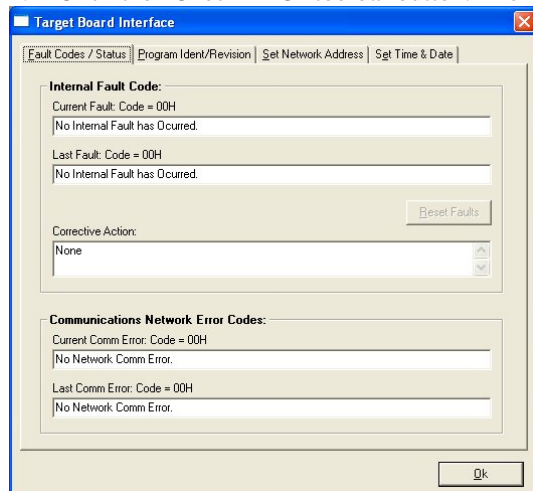 Target Board Interface
Fault Codes / Status Program Ident/Revision Set Network Address Set Time & Date
Internal Fault Code:
Current Fault: Code = 00H
No Internal Fault has Ocurred.
Last Fault: Code = 00H
No Internal Fault has Ocurred.
Reset Faults
Corrective Action:
None
Communications Network Error Codes:
Current Comm Error: Code = 00H
No Network Comm Error.
Last Comm Error: Code = 00H
No Network Comm Error.
Ok